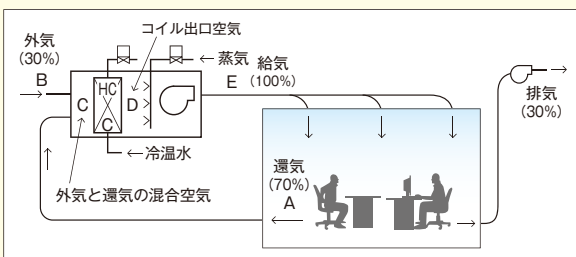 外気
(30%)
B
コイル出口空気
蒸気
給気
(100%)
E
排気
(30%)
C
HC
C
D
冷温水
外気と還気の混合空気
還気
(70%)
A